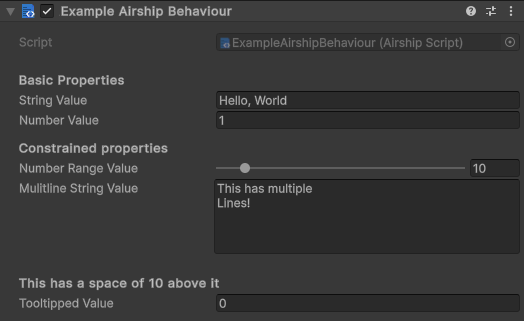 Example Airship Behaviour
Script ExampleAirshipBehaviour (Airship Script)
Basic Properties
String Value Hello, World
Number Value 1
Constrained properties
Number Range Value 10
Mulitline String Value This has multiple
Lines!
This has a space of 10 above it
Tooltipped Value 0